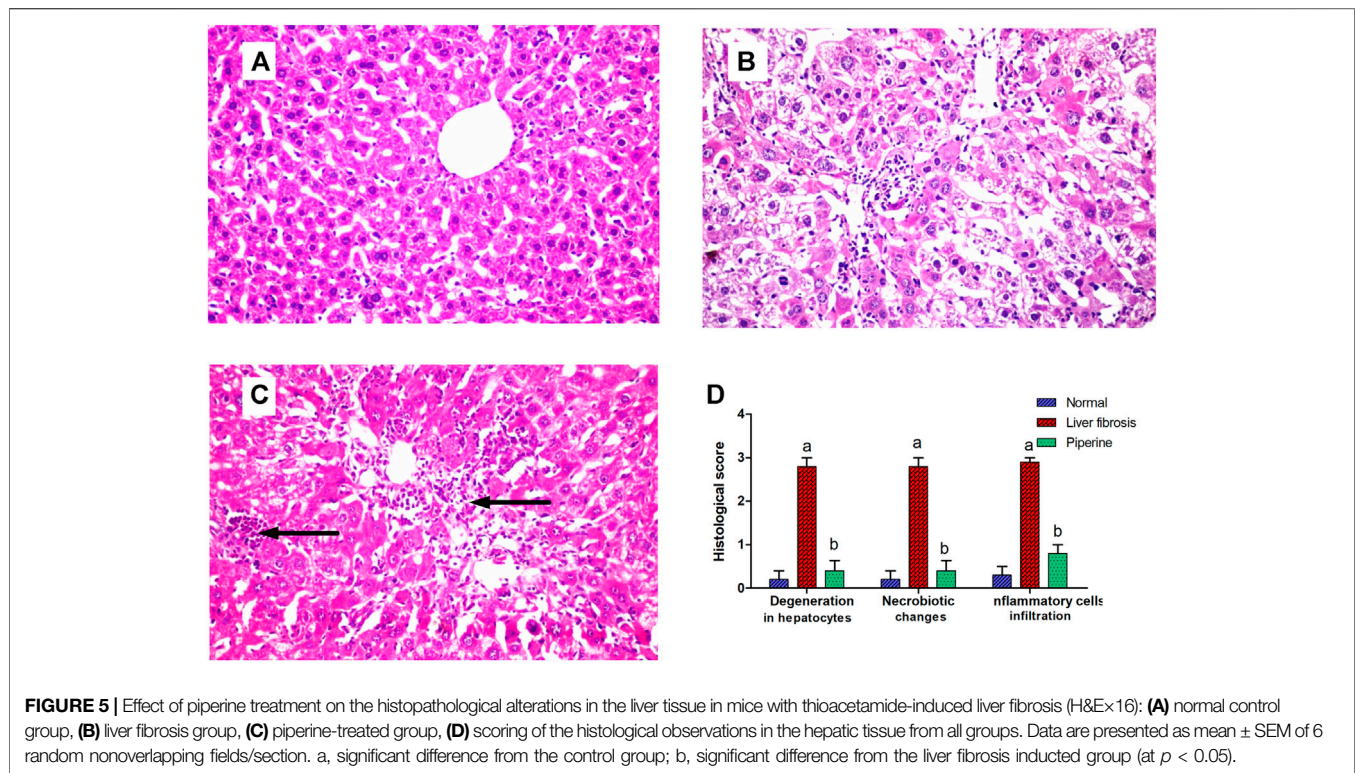 A
B
C
D
Normal
Liver fibrosis
Piperine
Histological score
4
3
2
1
0
a
b
a
b
a
b
Degeneration
in hepatocytes
Necrobiotic
changes
nflammatory cells
infiltration
FIGURE 5 | Effect of piperine treatment on the histopathological alterations in the liver tissue in mice with thioacetamide-induced liver fibrosis (H&E×16): (A) normal control
group, (B) liver fibrosis group, (C) piperine-treated group, (D) scoring of the histological observations in the hepatic tissue from all groups. Data are presented as mean ± SEM of 6
random nonoverlapping fields/section. a, significant difference from the control group; b, significant difference from the liver fibrosis inducted group (at p < 0.05).